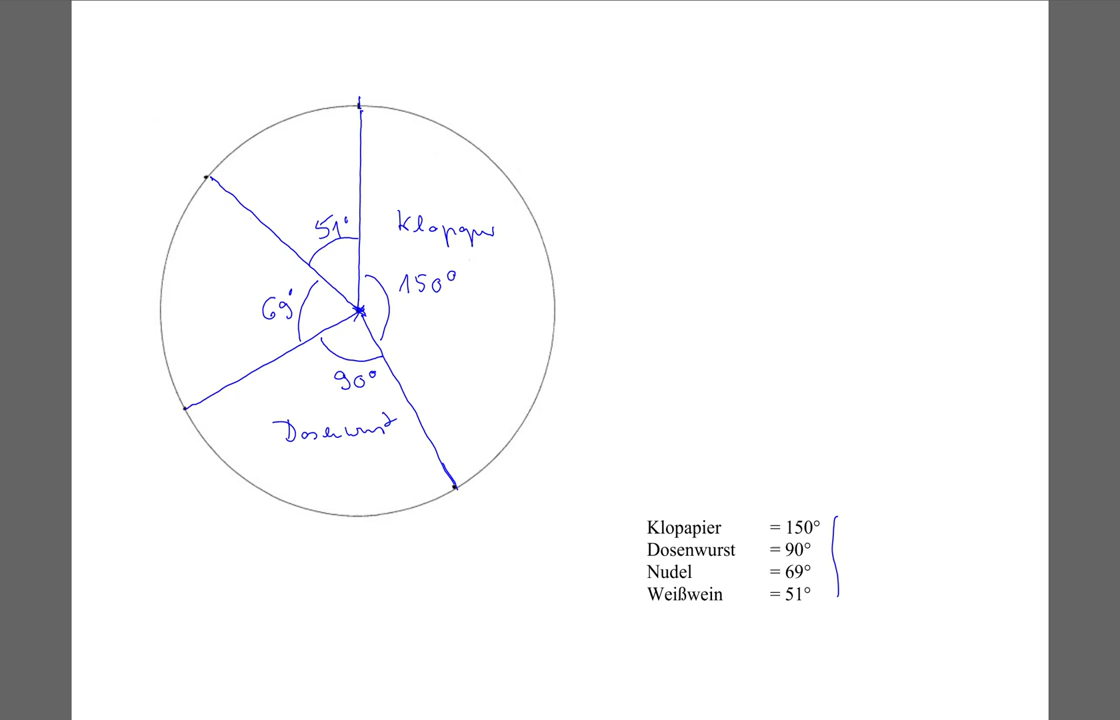 51°
Klopapier
150°
69°
90°
Dosenwurst
Klopapier = 150°
Dosenwurst = 90°
Nudel = 69°
Weißwein = 51°